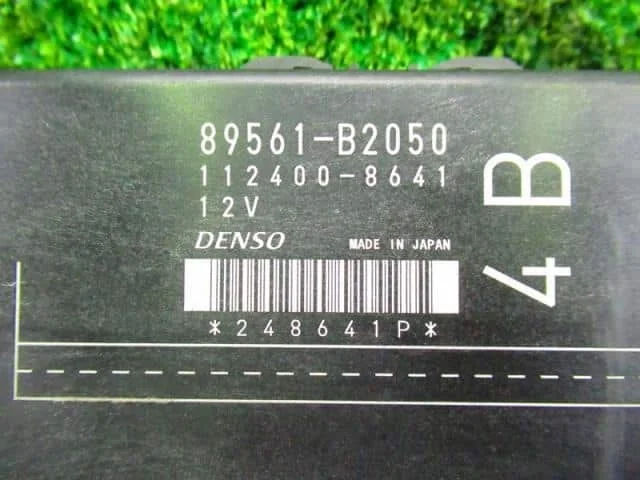 89561-B2050
112400-8641
12V
DENSO MADE IN JAPAN
*248641P*
4B